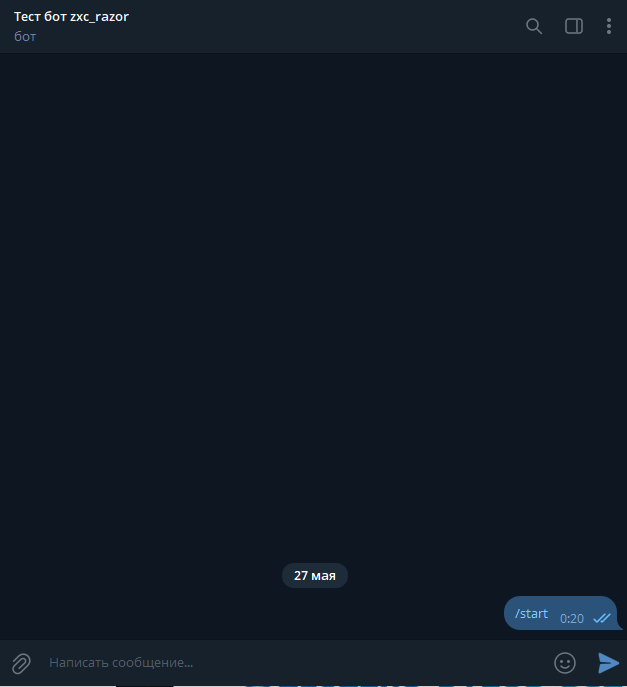 Тест бот zxc_razor
бот
27 мая
/start 0:20
Написать сообщение...